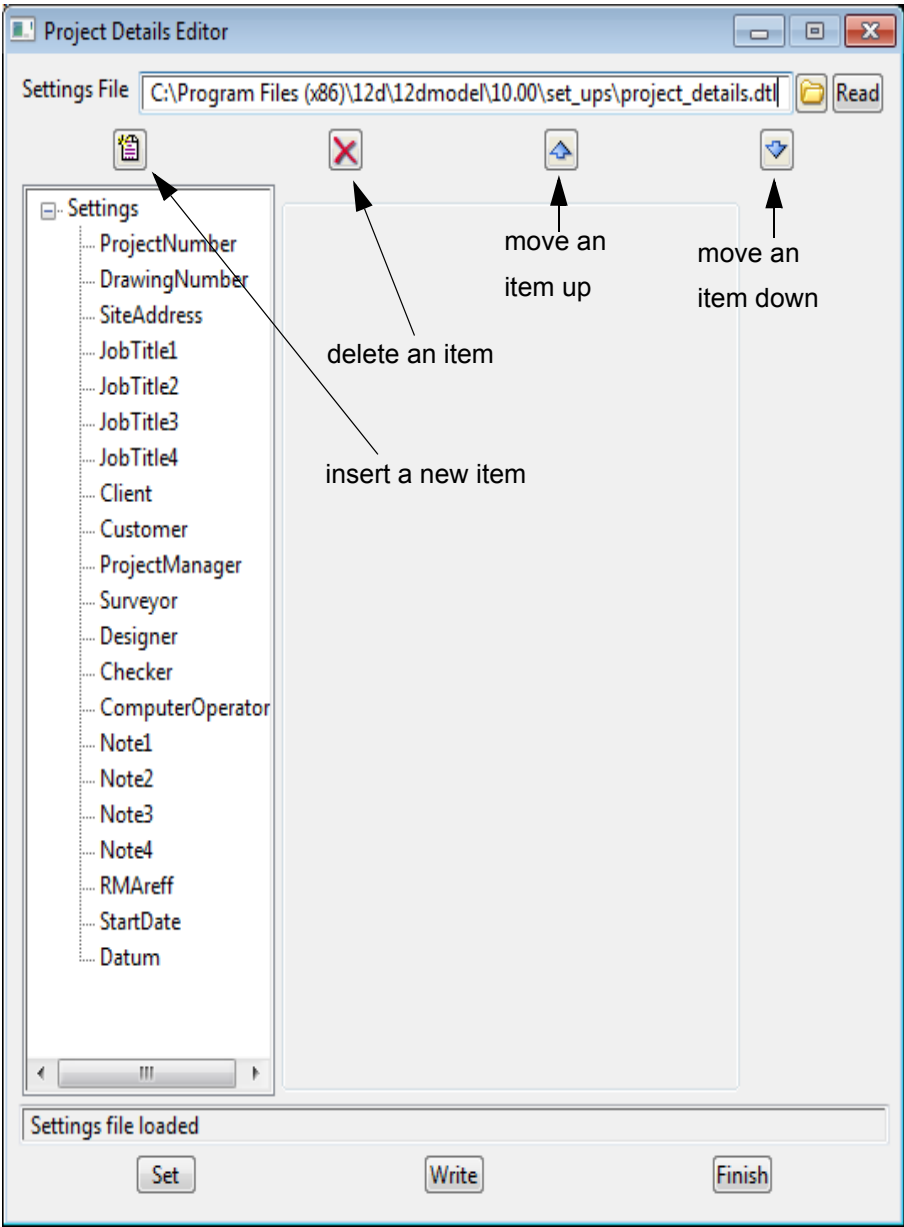 Project Details Editor
Settings File C:\Program Files (x86)\12d\12dmodel\10.00\set_ups\project_details.dtl Read
Settings
ProjectNumber
DrawingNumber
SiteAddress
JobTitle1
JobTitle2
JobTitle3
JobTitle4
Client
Customer
ProjectManager
Surveyor
Designer
Checker
ComputerOperator
Note1
Note2
Note3
Note4
RMAreff
StartDate
Datum
move an
item up
move an
item down
delete an item
insert a new item
Settings file loaded
Set Write Finish